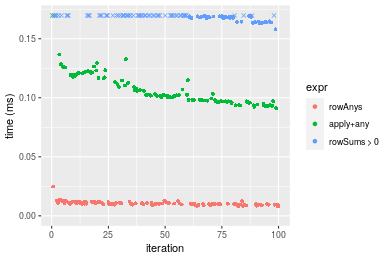 0.15
0.10
0.05
0.00
time (ms)
0
25
50
75
100
iteration
expr
rowAnys
apply+any
rowSums > 0